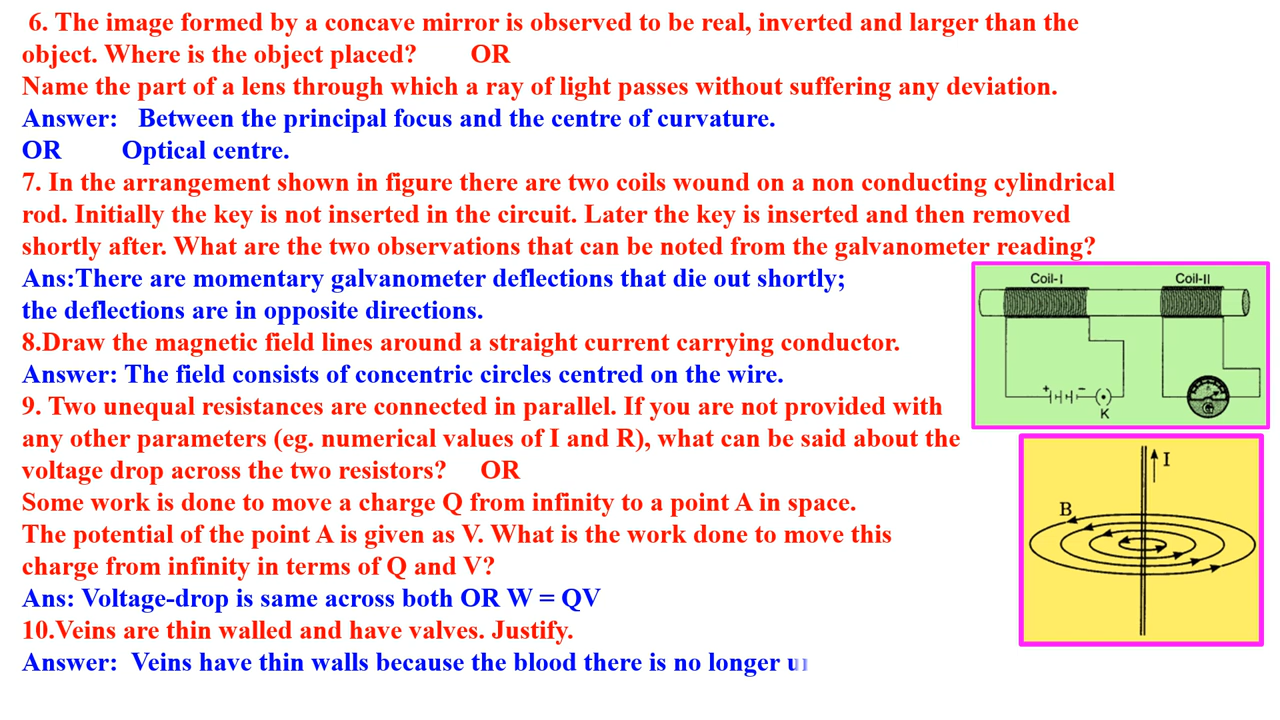 6. The image formed by a concave mirror is observed to be real, inverted and larger than the
object. Where is the object placed? OR
Name the part of a lens through which a ray of light passes without suffering any deviation.
Answer: Between the principal focus and the centre of curvature.
OR Optical centre.
7. In the arrangement shown in figure there are two coils wound on a non conducting cylindrical
rod. Initially the key is not inserted in the circuit. Later the key is inserted and then removed
shortly after. What are the two observations that can be noted from the galvanometer reading?
Ans:There are momentary galvanometer deflections that die out shortly;
the deflections are in opposite directions.
Coil-I Coil-II
+ −
K
G
8.Draw the magnetic field lines around a straight current carrying conductor.
Answer: The field consists of concentric circles centred on the wire.
9. Two unequal resistances are connected in parallel. If you are not provided with
any other parameters (eg. numerical values of I and R), what can be said about the
voltage drop across the two resistors? OR
Some work is done to move a charge Q from infinity to a point A in space.
The potential of the point A is given as V. What is the work done to move this
charge from infinity in terms of Q and V?
Ans: Voltage-drop is same across both OR W = QV
I
B
10.Veins are thin walled and have valves. Justify.
Answer: Veins have thin walls because the blood there is no longer